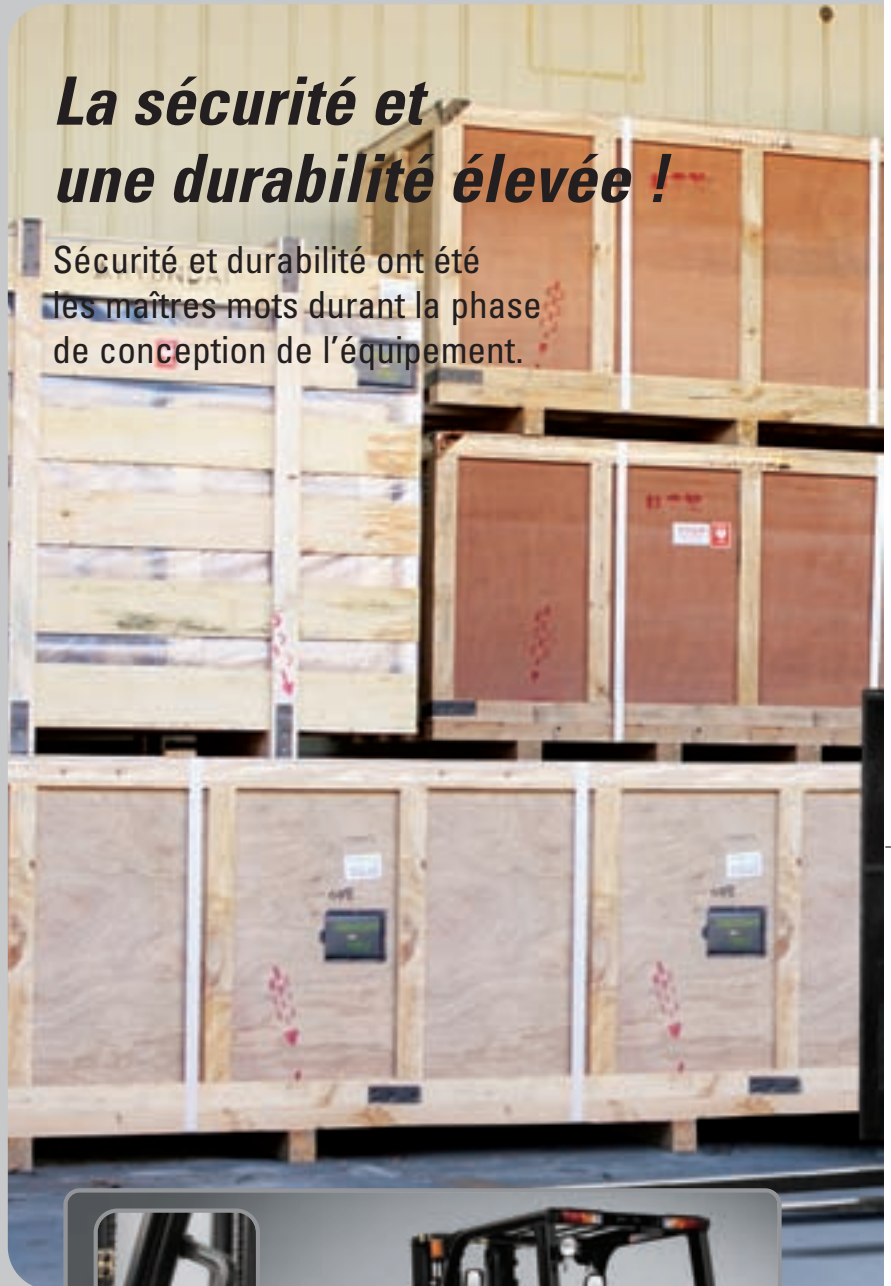 La sécurité et
une durabilité élevée !
Sécurité et durabilité ont été
les maîtres mots durant la phase
de conception de l'équipement.